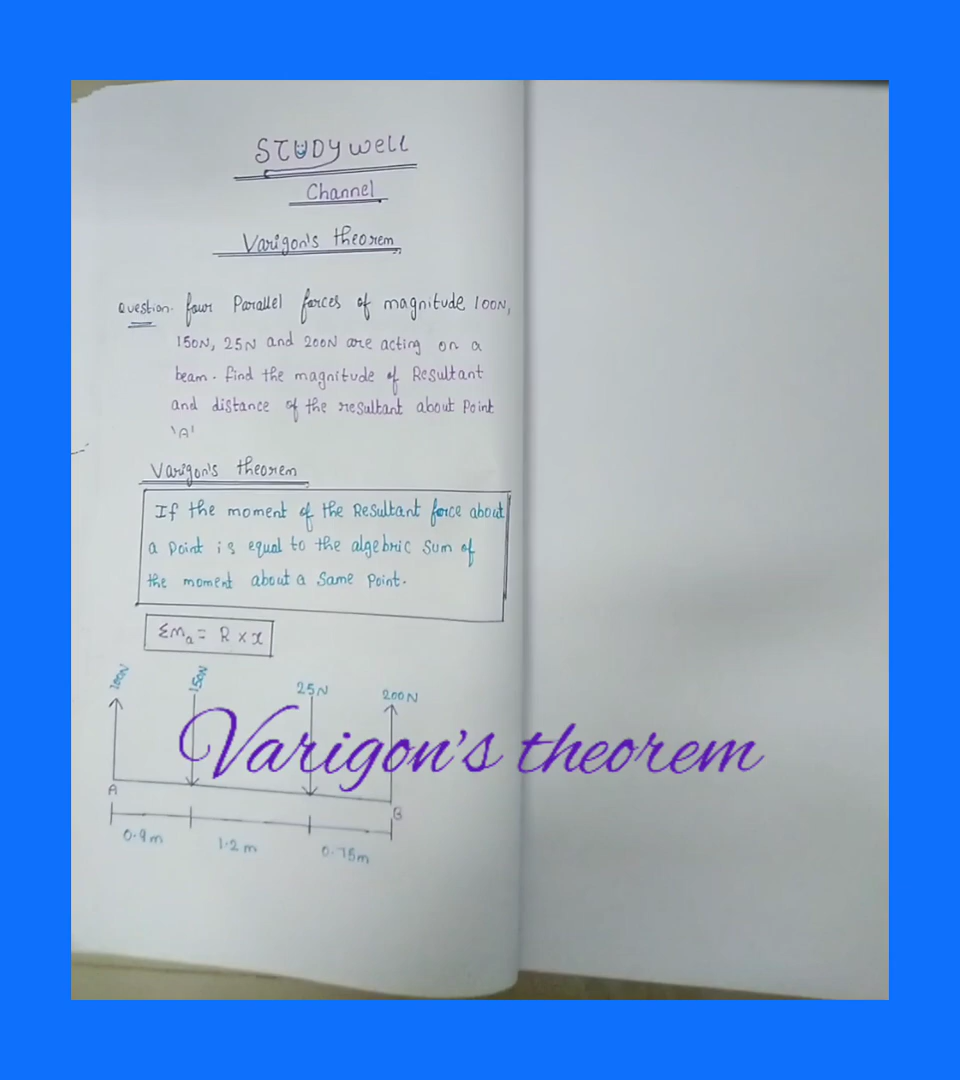 STUDY well
Channel
Varigon's theorem
Question. four Parallel forces of magnitude 100N,
150N, 25N and 200N are acting on a
beam. find the magnitude of Resultant
and distance of the resultant about Point
'A'
Varigon's theorem
If the moment of the Resultant force about
a Point is equal to the algebric sum of
the moment about a same Point.
Σma = R × x
100N 150N 25N 200N
Varigon's theorem
A B
0.9m 1.2m 0.75m